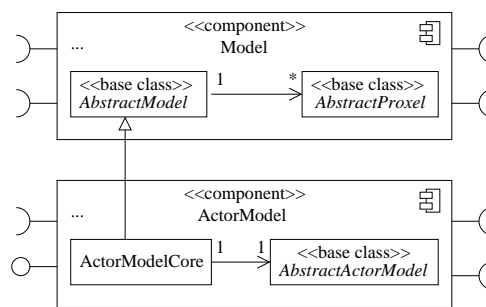 <<component>>
Model
...
<<base class>>
AbstractModel
1
*
<<base class>>
AbstractProxel
<<component>>
ActorModel
...
ActorModelCore
1
1
<<base class>>
AbstractActorModel